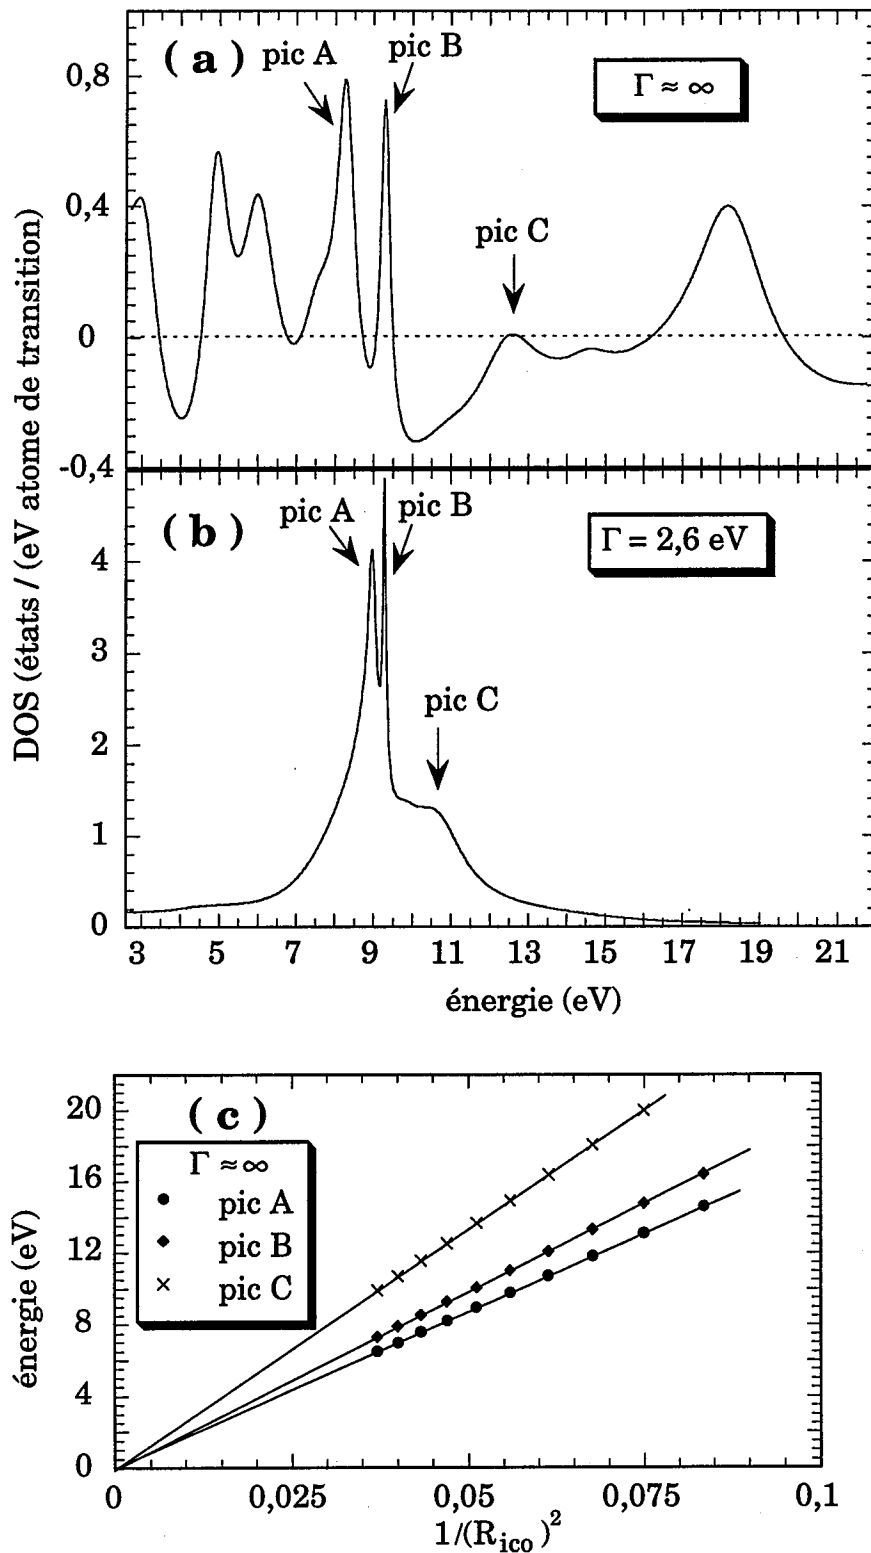 ( a )
pic A
pic B
Γ ≈ ∞
0,8
0,4
pic C
0
-0,4
DOS (états / (eV atome de transition)
( b )
pic A
pic B
Γ = 2,6 eV
4
3
pic C
2
1
0
3 5 7 9 11 13 15 17 19 21
énergie (eV)
( c )
20
Γ ≈ ∞
16
pic A
12
pic B
8
pic C
4
0
énergie (eV)
0 0,025 0,05 0,075 0,1
1/(R_ico)²